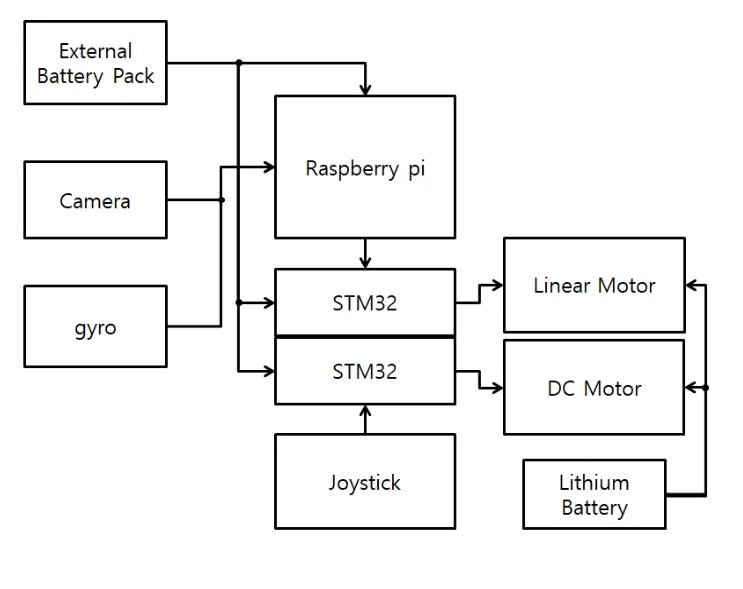 External
Battery Pack
Raspberry pi
Camera
Linear Motor
STM32
gyro
STM32
DC Motor
Joystick
Lithium
Battery